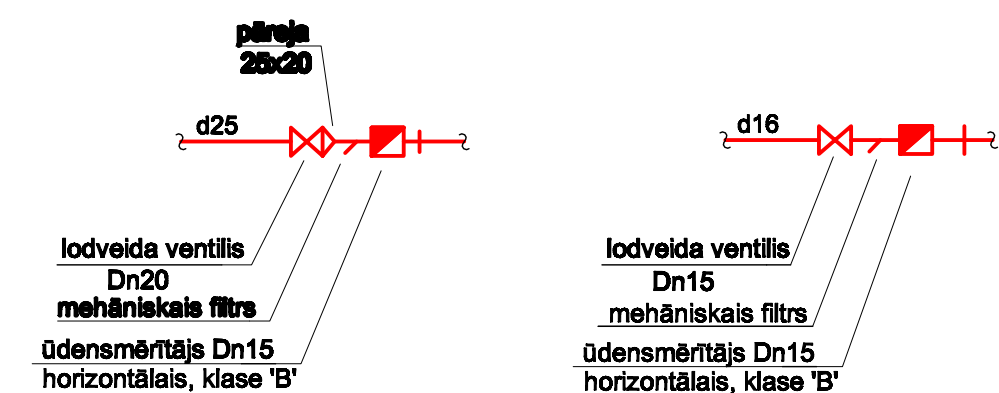 pāreja
25x20
d25
lodveida ventilis
Dn20
mehāniskais filtrs
ūdensmērītājs Dn15
horizontālais, klase 'B'
d16
lodveida ventilis
Dn15
mehāniskais filtrs
ūdensmērītājs Dn15
horizontālais, klase 'B'